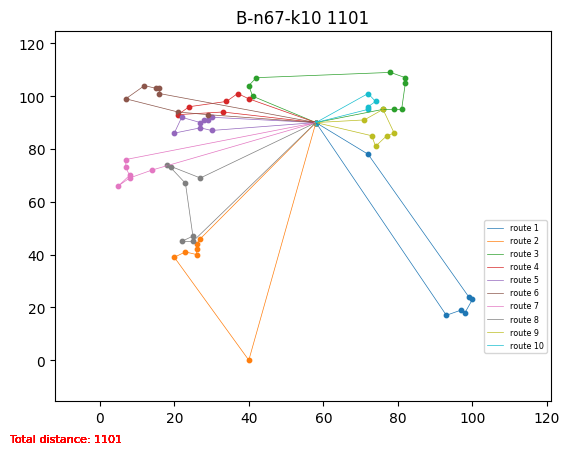 B-n67-k10 1101
120
100
80
60
40
20
0
0 20 40 60 80 100 120
route 1
route 2
route 3
route 4
route 5
route 6
route 7
route 8
route 9
route 10
Total distance: 1101